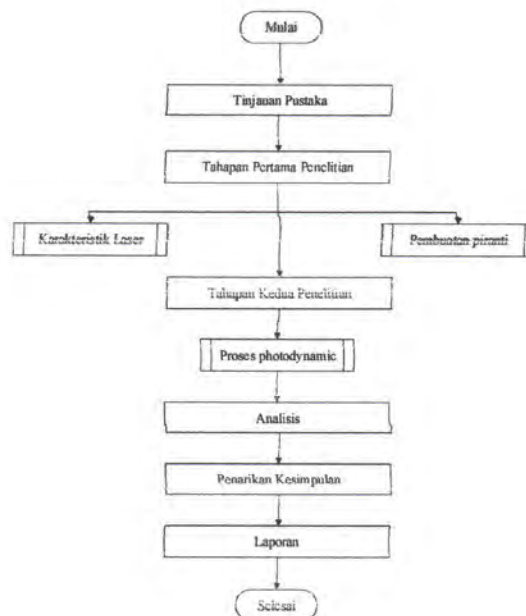 Mulai
Tinjauan Pustaka
Tahapan Pertama Penelitian
Karakteristik Laser
Pembuatan piranti
Tahapan Kedua Penelitian
Proses photodynamic
Analisis
Penarikan Kesimpulan
Laporan
Selesai